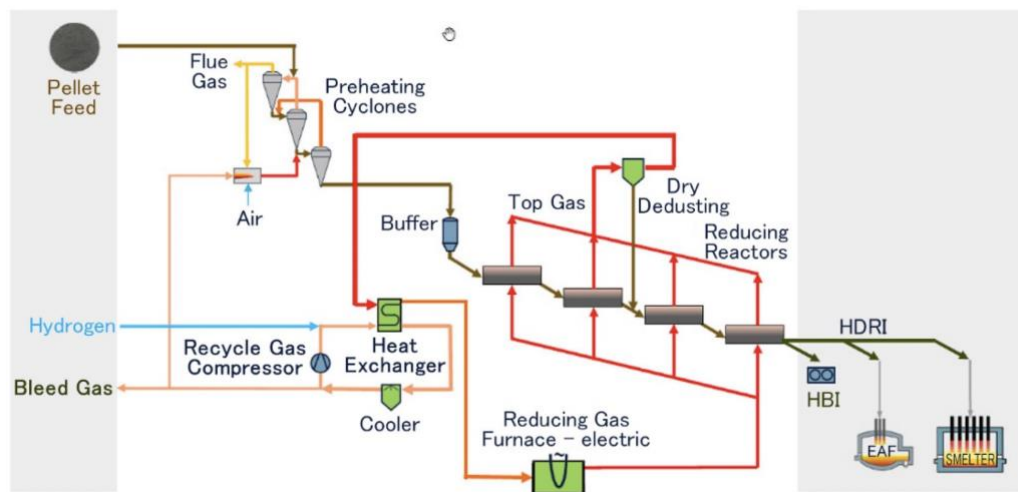 Pellet
Feed
Flue
Gas
Preheating
Cyclones
Air
Buffer
Top Gas
Dry
Dedusting
Reducing
Reactors
Hydrogen
Recycle Gas
Compressor
Heat
Exchanger
Bleed Gas
Cooler
Reducing Gas
Furnace – electric
HDRI
HBI
EAF
SMELTER